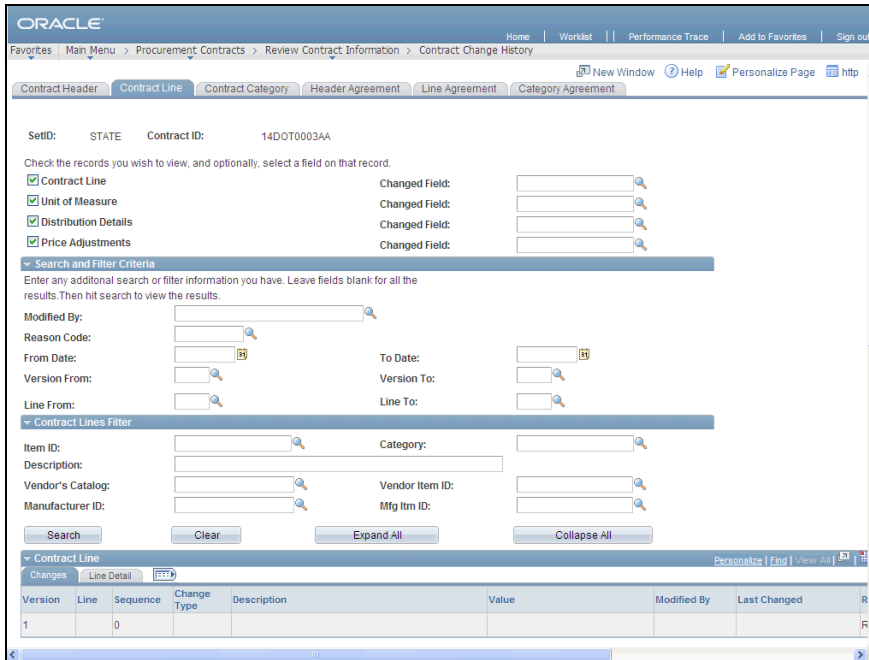 ORACLE
Home | Worklist | | Performance Trace | Add to Favorites | Sign out
Favorites | Main Menu > Procurement Contracts > Review Contract Information > Contract Change History
New Window Help Personalize Page http
Contract Header Contract Line Contract Category Header Agreement Line Agreement Category Agreement
SetID: STATE Contract ID: 14DOT0003AA
Check the records you wish to view, and optionally, select a field on that record.
Contract Line Changed Field:
Unit of Measure Changed Field:
Distribution Details Changed Field:
Price Adjustments Changed Field:
Search and Filter Criteria
Enter any additonal search or filter information you have. Leave fields blank for all the
results.Then hit search to view the results.
Modified By:
Reason Code:
From Date: To Date:
Version From: Version To:
Line From: Line To:
Contract Lines Filter
Item ID: Category:
Description:
Vendor's Catalog: Vendor Item ID:
Manufacturer ID: Mfg Itm ID:
Search Clear Expand All Collapse All
Contract Line Personalize | Find | View All | |
Changes Line Detail
Version Line Sequence Change Type Description Value Modified By Last Changed R
1 0 R